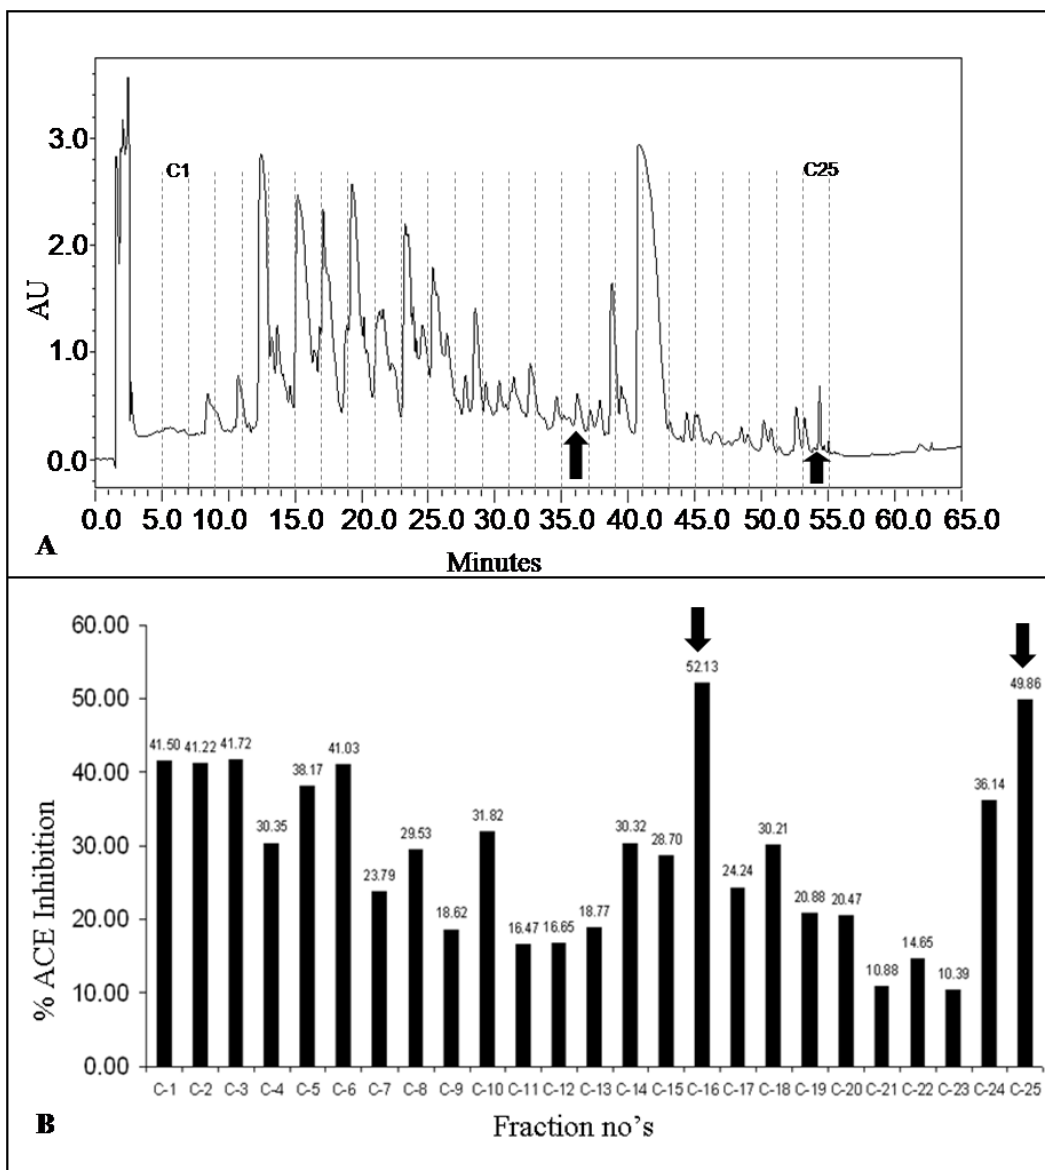 C1
C25
3.0
2.0
1.0
0.0
AU
0.0 5.0 10.0 15.0 20.0 25.0 30.0 35.0 40.0 45.0 50.0 55.0 60.0 65.0
Minutes
A
60.00
50.00
40.00
30.00
20.00
10.00
0.00
% ACE Inhibition
41.50 41.22 41.72 30.35 38.17 41.03 23.79 29.53 18.62 31.82 16.47 16.65 18.77 30.32 28.70 52.13 24.24 30.21 20.88 20.47 10.88 14.65 10.39 36.14 49.86
C-1 C-2 C-3 C-4 C-5 C-6 C-7 C-8 C-9 C-10 C-11 C-12 C-13 C-14 C-15 C-16 C-17 C-18 C-19 C-20 C-21 C-22 C-23 C-24 C-25
Fraction no's
B